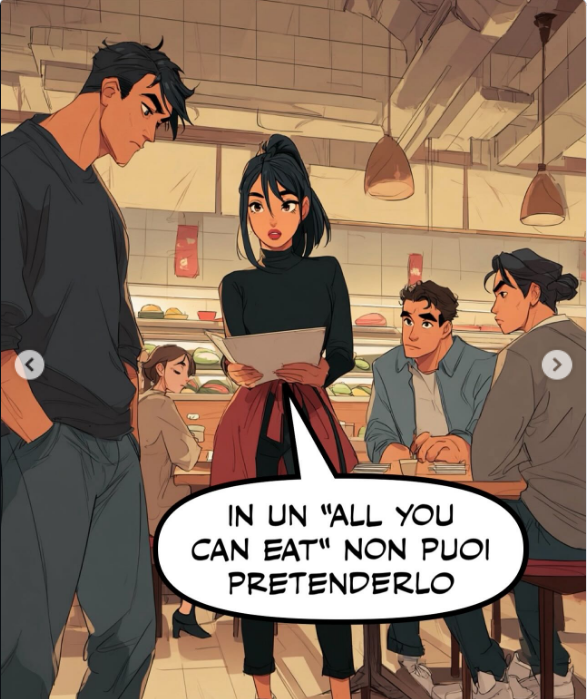 IN UN "ALL YOU
CAN EAT" NON PUOI
PRETENDERLO